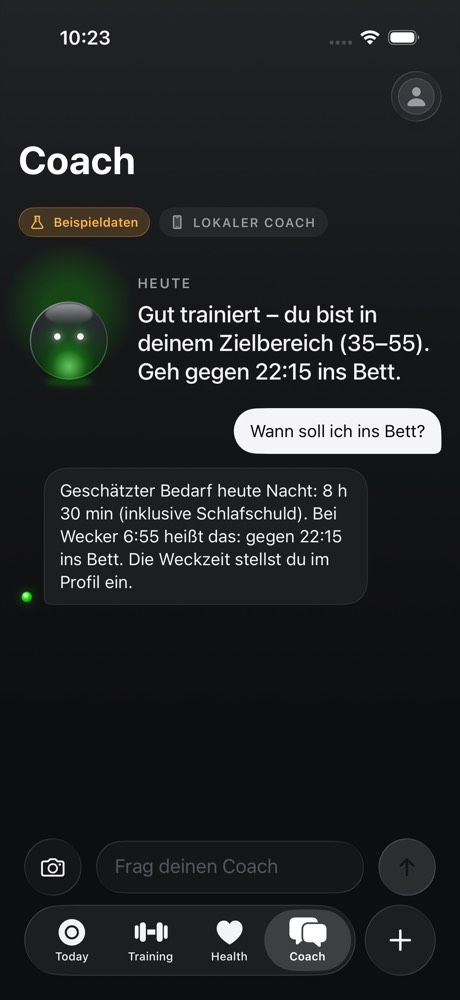 10:23
Coach
Beispieldaten
LOKALER COACH
HEUTE
Gut trainiert – du bist in
deinem Zielbereich (35–55).
Geh gegen 22:15 ins Bett.
Wann soll ich ins Bett?
Geschätzter Bedarf heute Nacht: 8 h
30 min (inklusive Schlafschuld). Bei
Wecker 6:55 heißt das: gegen 22:15
ins Bett. Die Weckzeit stellst du im
Profil ein.
Frag deinen Coach
Today
Training
Health
Coach